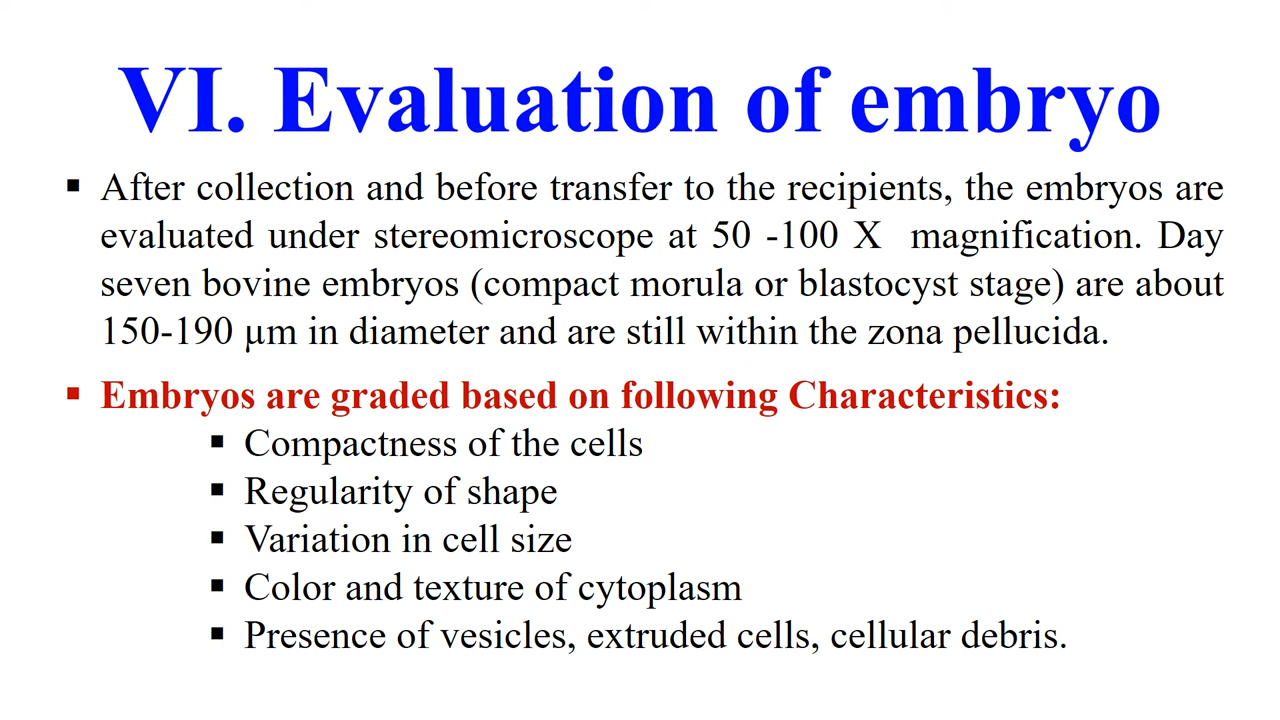 VI. Evaluation of embryo
▪ After collection and before transfer to the recipients, the embryos are
evaluated under stereomicroscope at 50 -100 X magnification. Day
seven bovine embryos (compact morula or blastocyst stage) are about
150-190 µm in diameter and are still within the zona pellucida.
▪ Embryos are graded based on following Characteristics:
▪ Compactness of the cells
▪ Regularity of shape
▪ Variation in cell size
▪ Color and texture of cytoplasm
▪ Presence of vesicles, extruded cells, cellular debris.